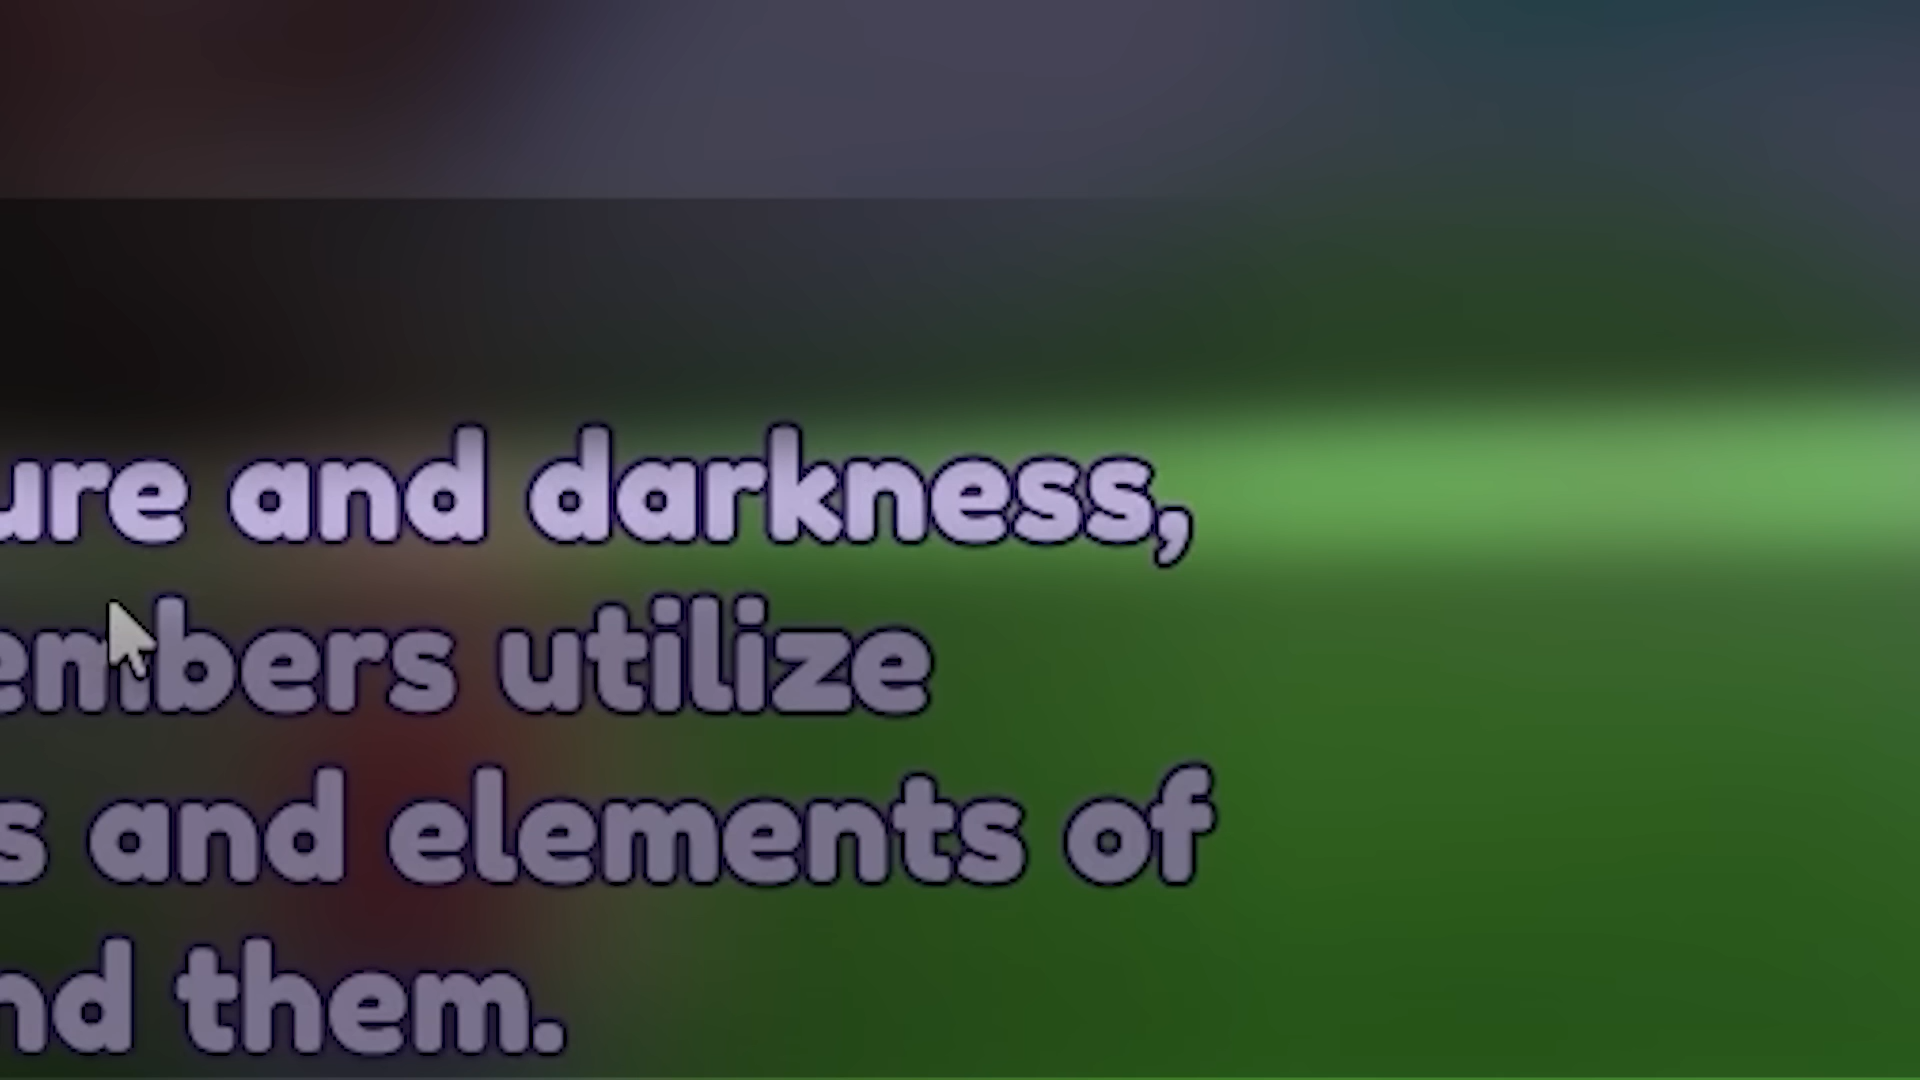 ure and darkness,
embers utilize
s and elements of
nd them.